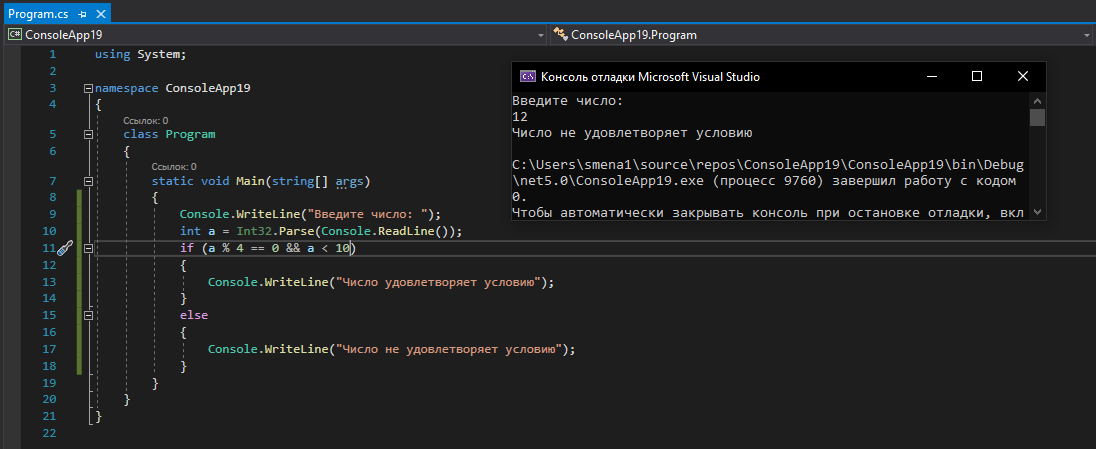 Program.cs
ConsoleApp19
ConsoleApp19.Program
1 using System;
2
3 namespace ConsoleApp19
4 {
Ссылок: 0
5 class Program
6 {
Ссылок: 0
7 static void Main(string[] args)
8 {
9 Console.WriteLine("Введите число: ");
10 int a = Int32.Parse(Console.ReadLine());
11 if (a % 4 == 0 && a < 10)
12 {
13 Console.WriteLine("Число удовлетворяет условию");
14 }
15 else
16 {
17 Console.WriteLine("Число не удовлетворяет условию");
18 }
19 }
20 }
21 }
22
Консоль отладки Microsoft Visual Studio
Введите число:
12
Число не удовлетворяет условию
C:\Users\smena1\source\repos\ConsoleApp19\ConsoleApp19\bin\Debug
\net5.0\ConsoleApp19.exe (процесс 9760) завершил работу с кодом
0.
Чтобы автоматически закрывать консоль при остановке отладки, вкл